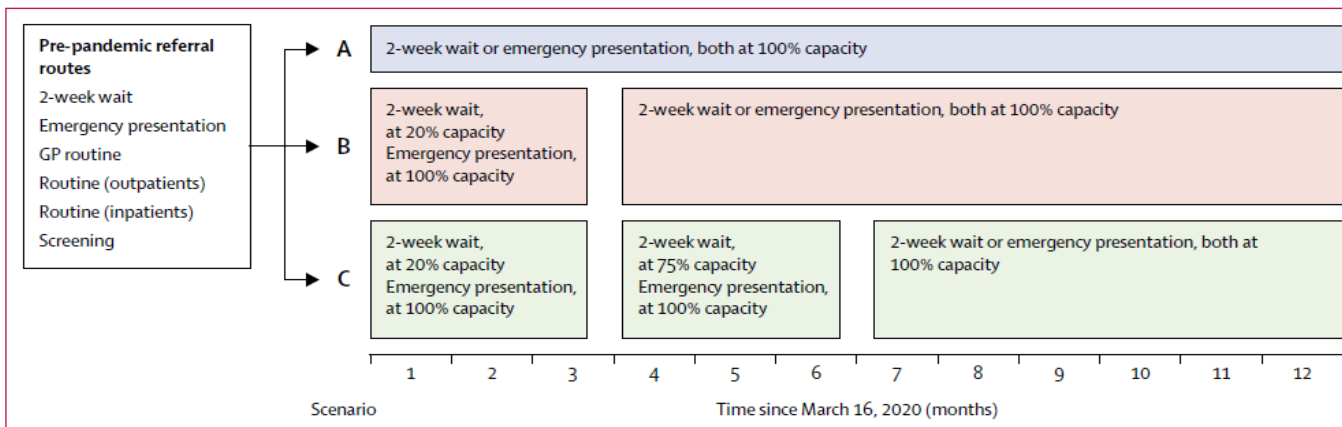 Pre-pandemic referral
routes
2-week wait
Emergency presentation
GP routine
Routine (outpatients)
Routine (inpatients)
Screening
A
2-week wait or emergency presentation, both at 100% capacity
B
2-week wait,
at 20% capacity
Emergency presentation,
at 100% capacity
2-week wait or emergency presentation, both at 100% capacity
C
2-week wait,
at 20% capacity
Emergency presentation,
at 100% capacity
2-week wait,
at 75% capacity
Emergency presentation,
at 100% capacity
2-week wait or emergency presentation, both at
100% capacity
1 2 3 4 5 6 7 8 9 10 11 12
Scenario Time since March 16, 2020 (months)